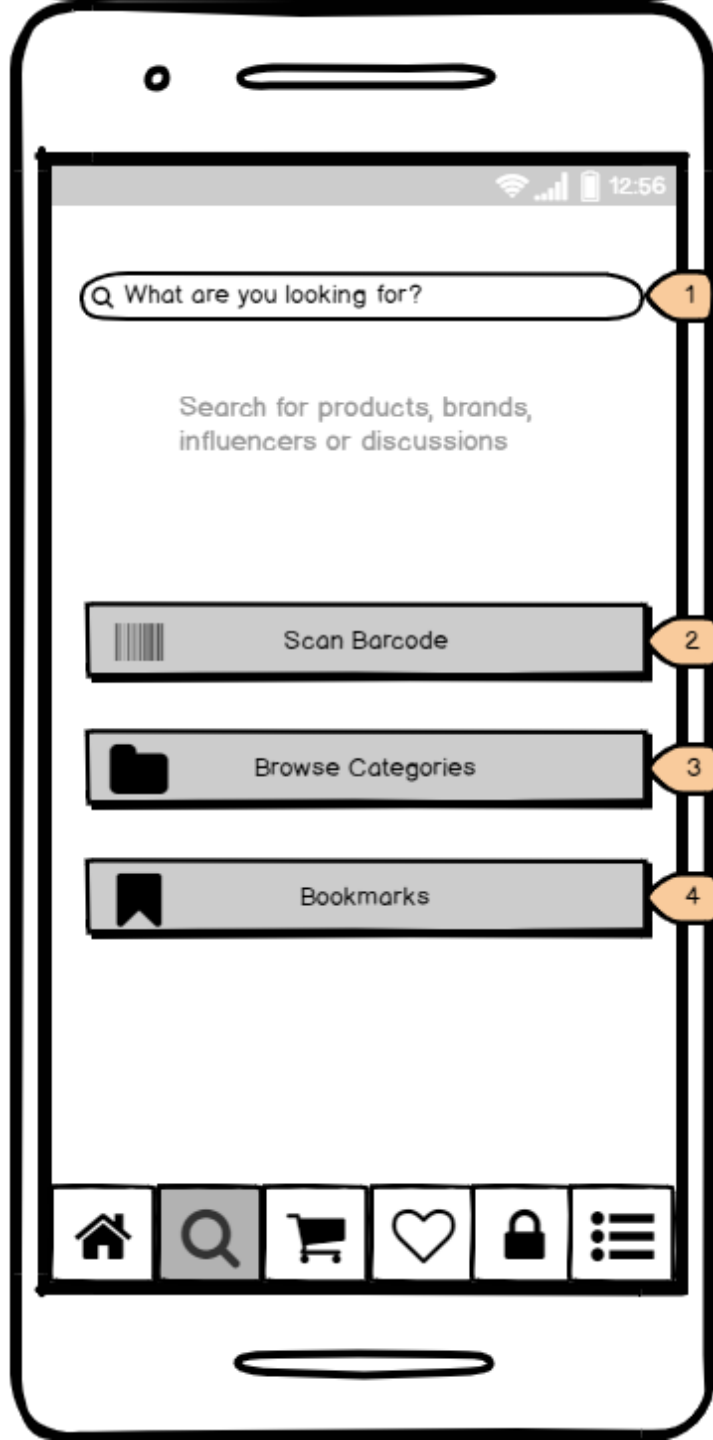 12:56
What are you looking for?
1
Search for products, brands,
influencers or discussions
Scan Barcode
2
Browse Categories
3
Bookmarks
4